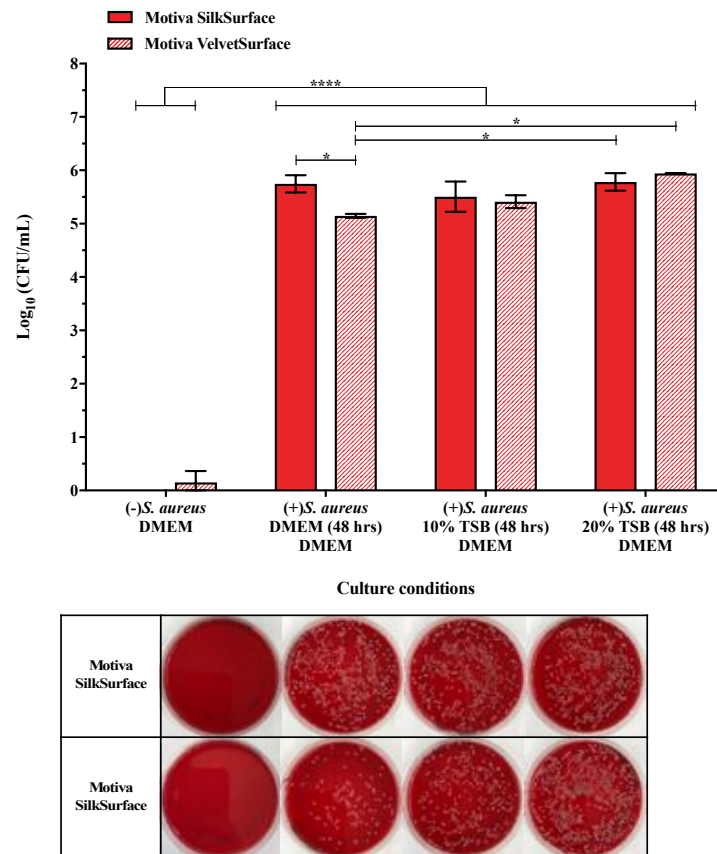 Motiva SilkSurface
Motiva VelvetSurface
8
7
6
5
4
3
2
1
0
Log10 (CFU/mL)
****
*
*
*
(-)S. aureus
DMEM
(+)S. aureus
DMEM (48 hrs)
DMEM
(+)S. aureus
10% TSB (48 hrs)
DMEM
(+)S. aureus
20% TSB (48 hrs)
DMEM
Culture conditions
Motiva
SilkSurface
Motiva
SilkSurface